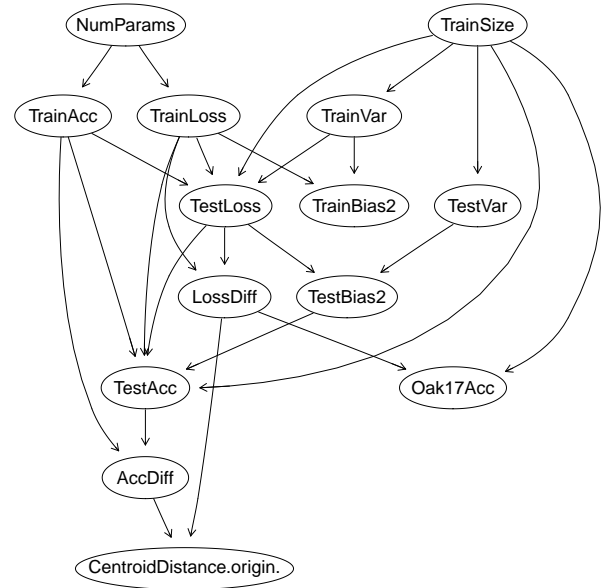 NumParams
TrainSize
TrainAcc
TrainLoss
TrainVar
TestLoss
TrainBias2
TestVar
LossDiff
TestBias2
TestAcc
Oak17Acc
AccDiff
CentroidDistance.origin.